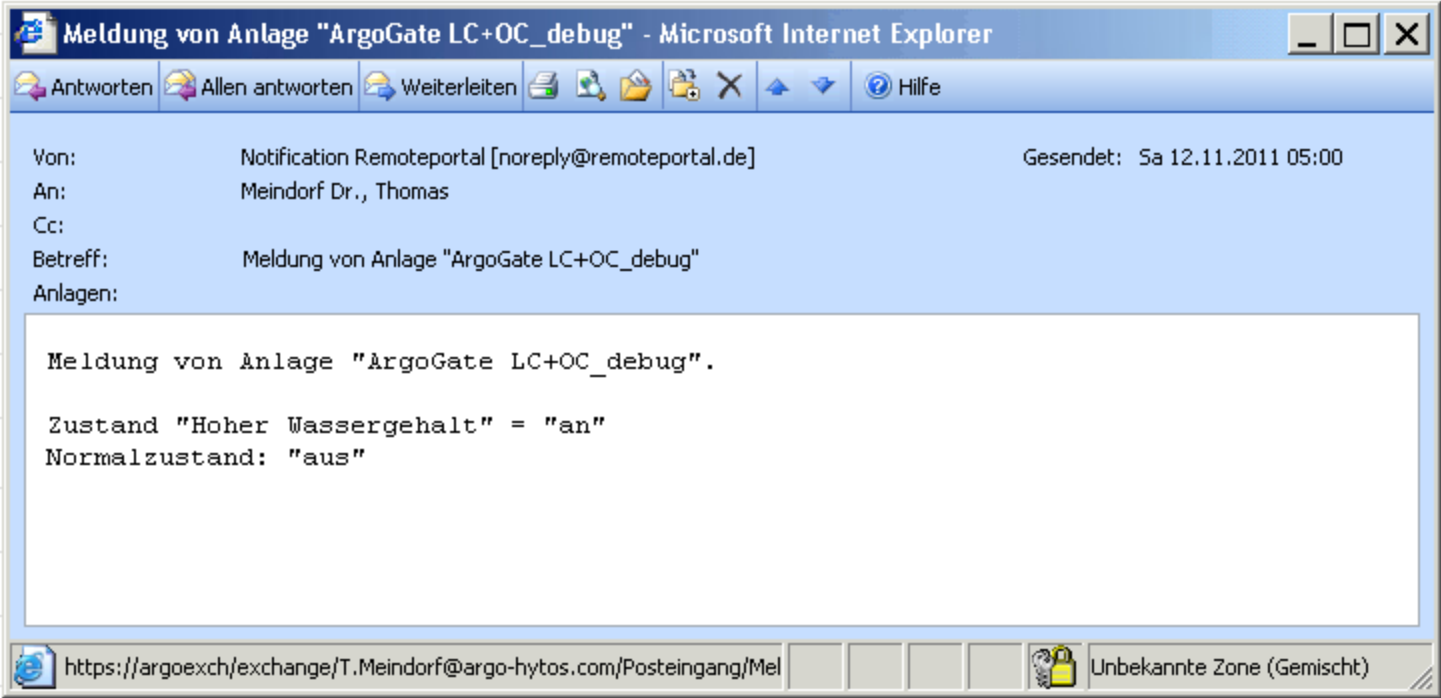 Meldung von Anlage "ArgoGate LC+OC_debug" - Microsoft Internet Explorer
Antworten Allen antworten Weiterleiten Hilfe
Von: Notification Remoteportal [noreply@remoteportal.de] Gesendet: Sa 12.11.2011 05:00
An: Meindorf Dr., Thomas
Cc:
Betreff: Meldung von Anlage "ArgoGate LC+OC_debug"
Anlagen:
Meldung von Anlage "ArgoGate LC+OC_debug".
Zustand "Hoher Wassergehalt" = "an"
Normalzustand: "aus"
https://argoexch/exchange/T.Meindorf@argo-hytos.com/Posteingang/Mel Unbekannte Zone (Gemischt)